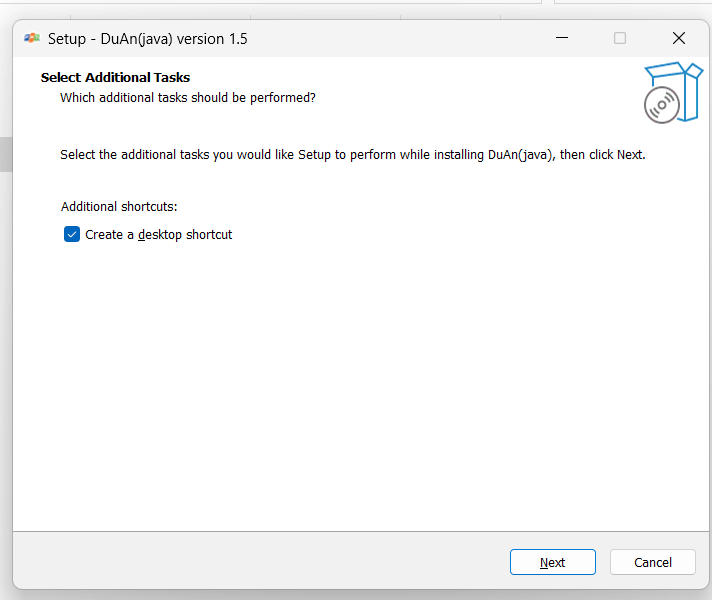 Setup - DuAn(java) version 1.5
Select Additional Tasks
Which additional tasks should be performed?
Select the additional tasks you would like Setup to perform while installing DuAn(java), then click Next.
Additional shortcuts:
Create a desktop shortcut
Next
Cancel